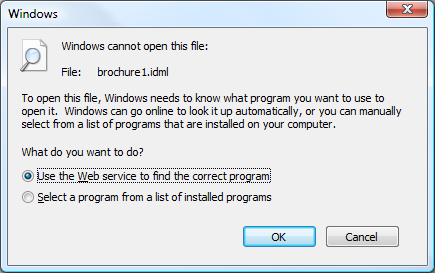 Windows
Windows cannot open this file:
File: brochure1.idml
To open this file, Windows needs to know what program you want to use to
open it. Windows can go online to look it up automatically, or you can manually
select from a list of programs that are installed on your computer.
What do you want to do?
Use the Web service to find the correct program
Select a program from a list of installed programs
OK Cancel